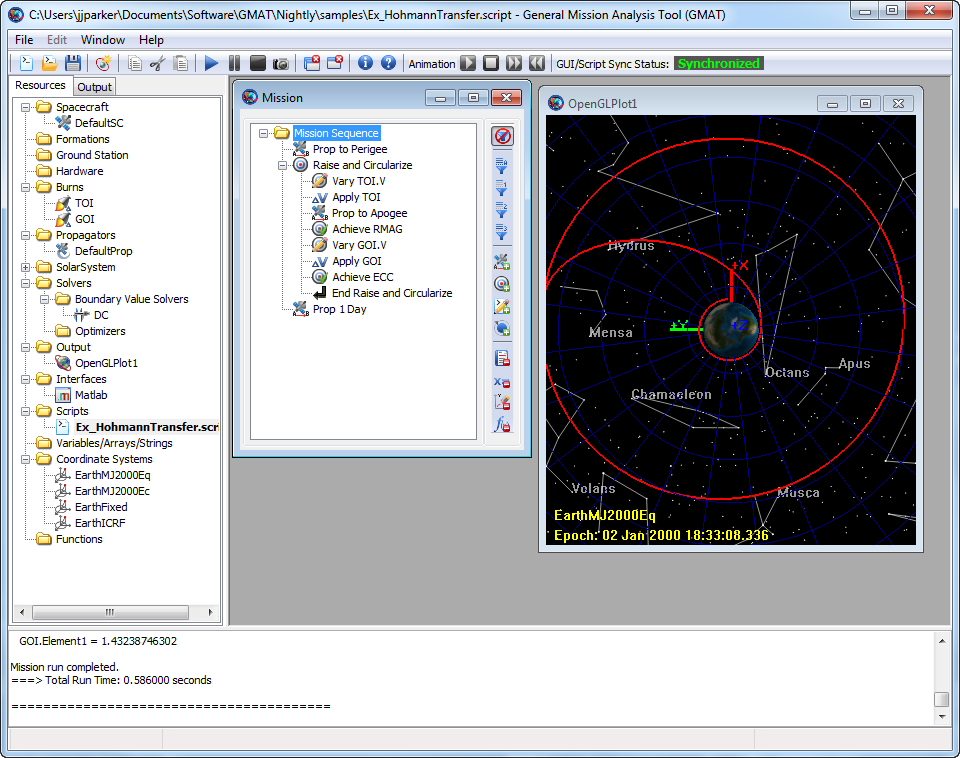 C:\Users\jjparker\Documents\Software\GMAT\Nightly\samples\Ex_HohmannTransfer.script - General Mission Analysis Tool (GMAT)
File Edit Window Help
Animation GUI/Script Sync Status: Synchronized
Resources Output
Spacecraft
DefaultSC
Formations
Ground Station
Hardware
Burns
TOI
GOI
Propagators
DefaultProp
SolarSystem
Solvers
Boundary Value Solvers
DC
Optimizers
Output
OpenGLPlot1
Interfaces
Matlab
Scripts
Ex_HohmannTransfer.scri
Variables/Arrays/Strings
Coordinate Systems
EarthMJ2000Eq
EarthMJ2000Ec
EarthFixed
EarthICRF
Functions
Mission
Mission Sequence
Prop to Perigee
Raise and Circularize
Vary TOI.V
Apply TOI
Prop to Apogee
Achieve RMAG
Vary GOI.V
Apply GOI
Achieve ECC
End Raise and Circularize
Prop 1 Day
OpenGLPlot1
Hydrus
+X
+Y
Mensa
Octans
Apus
Chamaeleon
Volans
Musca
EarthMJ2000Eq
Epoch: 02 Jan 2000 18:33:08.336
GOI.Element1 = 1.43238746302
Mission run completed.
===> Total Run Time: 0.586000 seconds
========================================